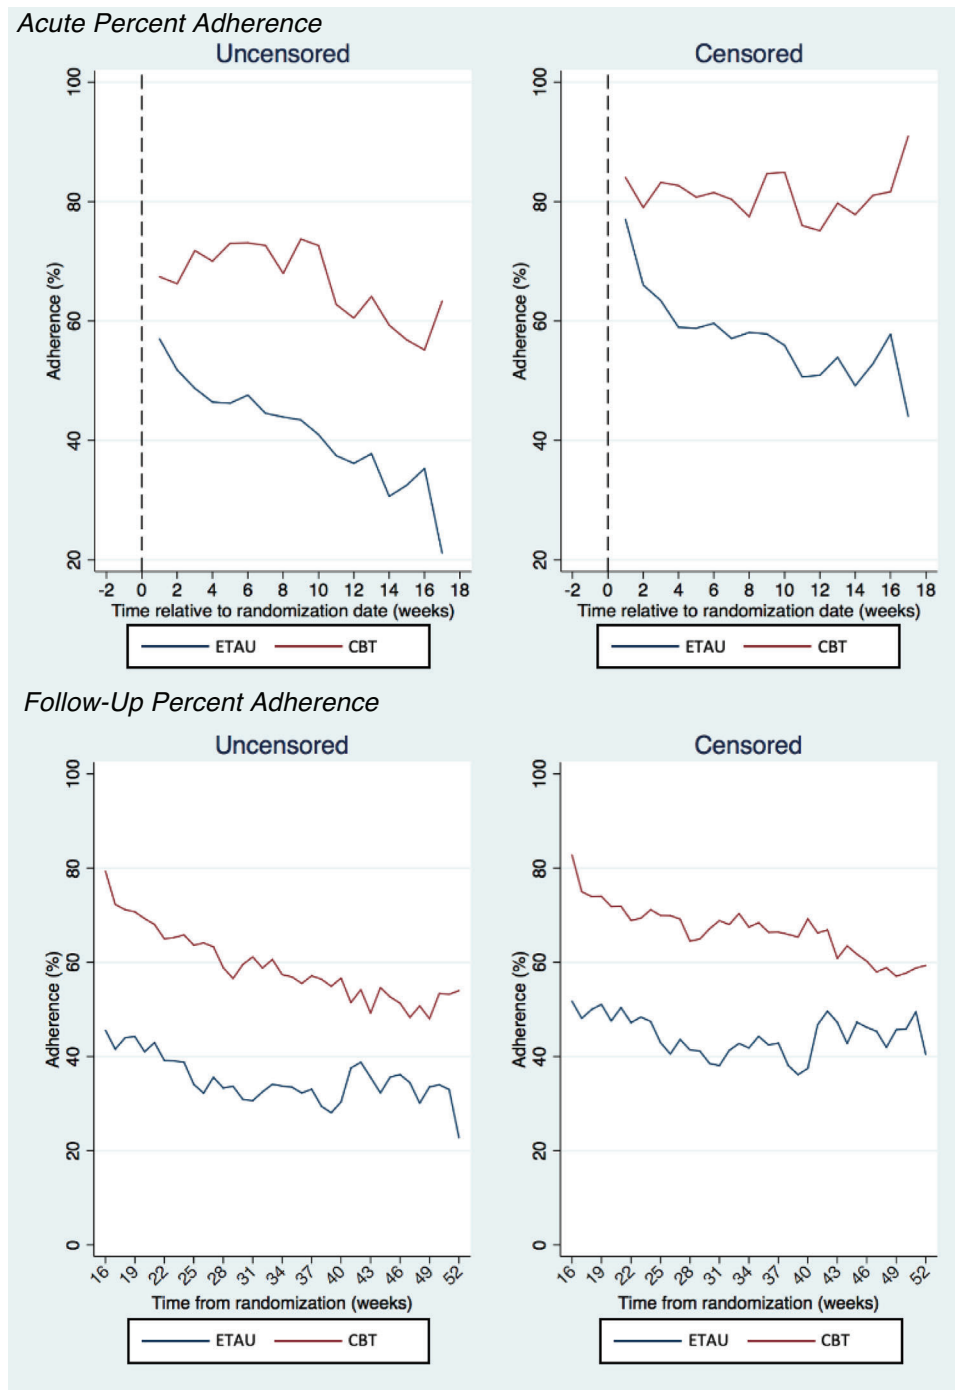 Acute Percent Adherence
Uncensored
Adherence (%)
100
80
60
40
20
-2 0 2 4 6 8 10 12 14 16 18
Time relative to randomization date (weeks)
ETAU CBT
Censored
Adherence (%)
100
80
60
40
20
-2 0 2 4 6 8 10 12 14 16 18
Time relative to randomization date (weeks)
ETAU CBT
Follow-Up Percent Adherence
Uncensored
Adherence (%)
100
80
60
40
20
0
16 19 22 25 28 31 34 37 40 43 46 49 52
Time from randomization (weeks)
ETAU CBT
Censored
Adherence (%)
100
80
60
40
20
0
16 19 22 25 28 31 34 37 40 43 46 49 52
Time from randomization (weeks)
ETAU CBT